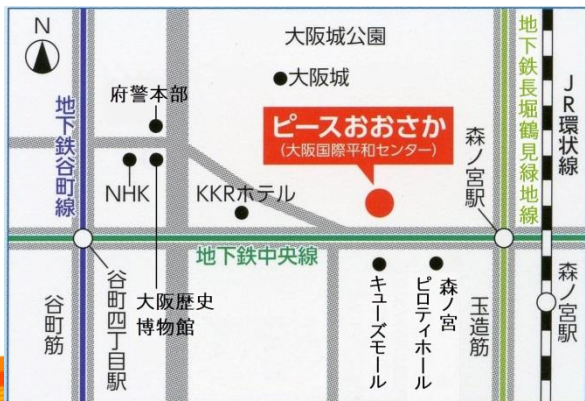 N
大阪城公園
大阪城
府警本部
ピースおおさか
(大阪国際平和センター)
地下鉄谷町線
NHK
KKRホテル
地下鉄長堀鶴見緑地線
JR環状線
森ノ宮駅
地下鉄中央線
谷町筋
谷町四丁目駅
大阪歴史
博物館
キューズモール
森ノ宮
ピロティホール
玉造筋
森ノ宮駅